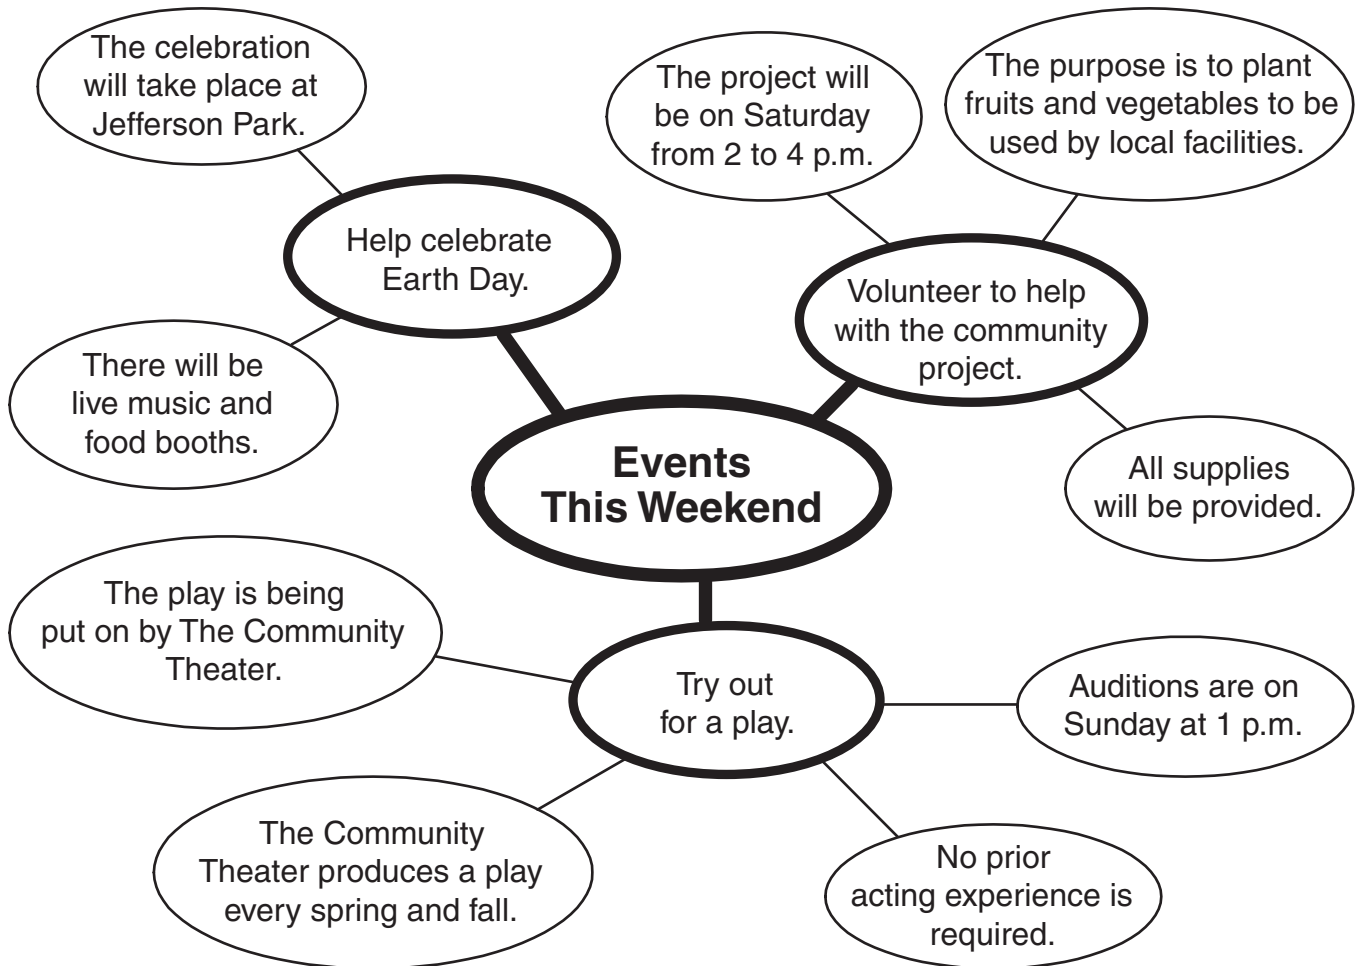 The celebration
will take place at
Jefferson Park.
The project will
be on Saturday
from 2 to 4 p.m.
The purpose is to plant
fruits and vegetables to be
used by local facilities.
Help celebrate
Earth Day.
Volunteer to help
with the community
project.
There will be
live music and
food booths.
Events
This Weekend
All supplies
will be provided.
The play is being
put on by The Community
Theater.
Try out
for a play.
Auditions are on
Sunday at 1 p.m.
The Community
Theater produces a play
every spring and fall.
No prior
acting experience is
required.